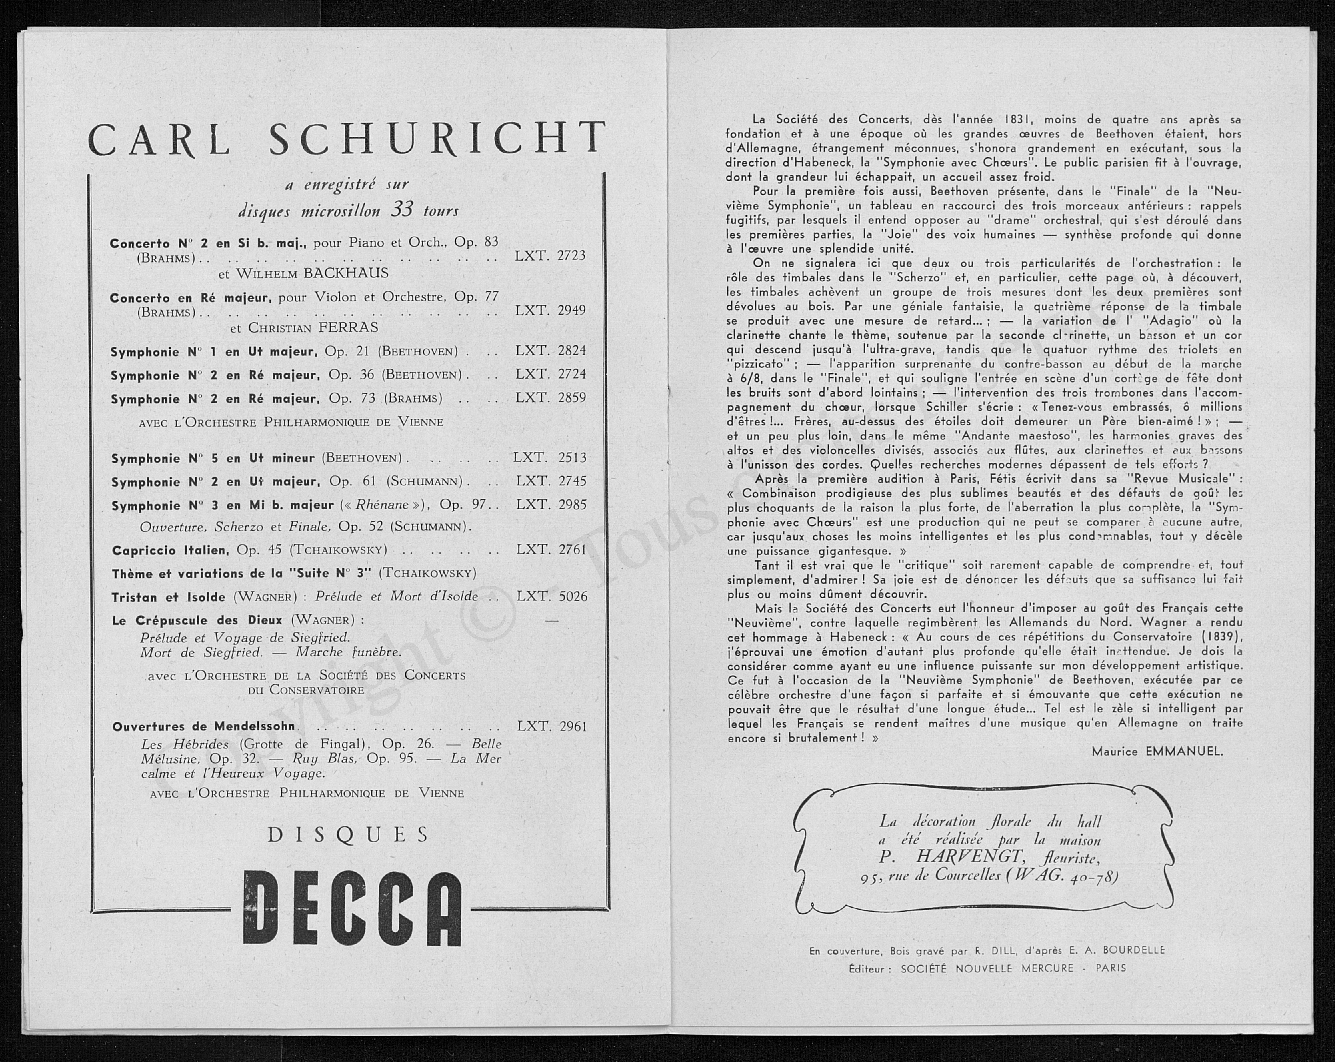 CARL SCHURICHT
a enregistré sur
disques microsillon 33 tours
Concerto N° 2 en Si b. maj., pour Piano et Orch., Op. 83
(BRAHMS) . . . . . . . . . . . . . . LXT. 2723
et WILHELM BACKHAUS
Concerto en Ré majeur, pour Violon et Orchestre, Op. 77
(BRAHMS) . . . . . . . . . . . . . . LXT. 2949
et CHRISTIAN FERRAS
Symphonie N° 1 en Ut majeur, Op. 21 (BEETHOVEN) . . . LXT. 2824
Symphonie N° 2 en Ré majeur, Op. 36 (BEETHOVEN) . . . LXT. 2724
Symphonie N° 2 en Ré majeur, Op. 73 (BRAHMS) . . . . LXT. 2859
AVEC L'ORCHESTRE PHILHARMONIQUE DE VIENNE
Symphonie N° 5 en Ut mineur (BEETHOVEN) . . . . . . LXT. 2513
Symphonie N° 2 en Ut majeur, Op. 61 (SCHUMANN) . . . LXT. 2745
Symphonie N° 3 en Mi b. majeur (« Rhénane »), Op. 97 . . LXT. 2985
Ouverture, Scherzo et Finale, Op. 52 (SCHUMANN).
Capriccio Italien, Op. 45 (TCHAIKOWSKY) . . . . . . . LXT. 2761
Thème et variations de la "Suite N° 3" (TCHAIKOWSKY)
Tristan et Isolde (WAGNER) : Prélude et Mort d'Isolde . . LXT. 5026
Le Crépuscule des Dieux (WAGNER) : —
Prélude et Voyage de Siegfried.
Mort de Siegfried. — Marche funèbre.
AVEC L'ORCHESTRE DE LA SOCIÉTÉ DES CONCERTS
DU CONSERVATOIRE
Ouvertures de Mendelssohn . . . . . . . . . . . LXT. 2961
Les Hébrides (Grotte de Fingal), Op. 26. — Belle
Mélusine, Op. 32. — Ruy Blas, Op. 95. — La Mer
calme et l'Heureux Voyage.
AVEC L'ORCHESTRE PHILHARMONIQUE DE VIENNE
DISQUES
DECCA
La Société des Concerts, dès l'année 1831, moins de quatre ans après sa
fondation et à une époque où les grandes œuvres de Beethoven étaient, hors
d'Allemagne, étrangement méconnues, s'honora grandement en exécutant, sous la
direction d'Habeneck, la "Symphonie avec Chœurs". Le public parisien fit à l'ouvrage,
dont la grandeur lui échappait, un accueil assez froid.
Pour la première fois aussi, Beethoven présente, dans le "Finale" de la "Neu-
vième Symphonie", un tableau en raccourci des trois morceaux antérieurs : rappels
fugitifs, par lesquels il entend opposer au "drame" orchestral, qui s'est déroulé dans
les premières parties, la "Joie" des voix humaines — synthèse profonde qui donne
à l'œuvre une splendide unité.
On ne signalera ici que deux ou trois particularités de l'orchestration : le
rôle des timbales dans le "Scherzo" et, en particulier, cette page où, à découvert,
les timbales achèvent un groupe de trois mesures dont les deux premières sont
dévolues au bois. Par une géniale fantaisie, la quatrième réponse de la timbale
se produit avec une mesure de retard... ; — la variation de l' "Adagio" où la
clarinette chante le thème, soutenue par la seconde clarinette, un basson et un cor
qui descend jusqu'à l'ultra-grave, tandis que le quatuor rythme des triolets en
"pizzicato" ; — l'apparition surprenante du contre-basson au début de la marche
à 6/8, dans le "Finale", et qui souligne l'entrée en scène d'un cortège de fête dont
les bruits sont d'abord lointains ; — l'intervention des trois trombones dans l'accom-
pagnement du chœur, lorsque Schiller s'écrie : « Tenez-vous embrassés, ô millions
d'êtres !... Frères, au-dessus des étoiles doit demeurer un Père bien-aimé ! » ; —
et un peu plus loin, dans le même "Andante maestoso", les harmonies graves des
altos et des violoncelles divisés, associés aux flûtes, aux clarinettes et aux bassons
à l'unisson des cordes. Quelles recherches modernes dépassent de tels efforts ?
Après la première audition à Paris, Fétis écrivit dans sa "Revue Musicale" :
« Combinaison prodigieuse des plus sublimes beautés et des défauts de goût les
plus choquants de la raison la plus forte, de l'aberration la plus complète, la "Sym-
phonie avec Chœurs" est une production qui ne peut se comparer à aucune autre,
car jusqu'aux choses les moins intelligentes et les plus condamnables, tout y décèle
une puissance gigantesque. »
Tant il est vrai que le "critique" soit rarement capable de comprendre et, tout
simplement, d'admirer ! Sa joie est de dénoncer les défauts que sa suffisance lui fait
plus ou moins dûment découvrir.
Mais la Société des Concerts eut l'honneur d'imposer au goût des Français cette
"Neuvième", contre laquelle regimbèrent les Allemands du Nord. Wagner a rendu
cet hommage à Habeneck : « Au cours de ces répétitions du Conservatoire (1839),
j'éprouvai une émotion d'autant plus profonde qu'elle était inattendue. Je dois la
considérer comme ayant eu une influence puissante sur mon développement artistique.
Ce fut à l'occasion de la "Neuvième Symphonie" de Beethoven, exécutée par ce
célèbre orchestre d'une façon si parfaite et si émouvante que cette exécution ne
pouvait être que le résultat d'une longue étude... Tel est le zèle si intelligent par
lequel les Français se rendent maîtres d'une musique qu'en Allemagne on traite
encore si brutalement ! »
Maurice EMMANUEL.
La décoration florale du hall
a été réalisée par la maison
P. HARVENGT, fleuriste,
95, rue de Courcelles (WAG. 40-78)
En couverture, Bois gravé par R. DILL, d'après E. A. BOURDELLE
Éditeur : SOCIÉTÉ NOUVELLE MERCURE - PARIS